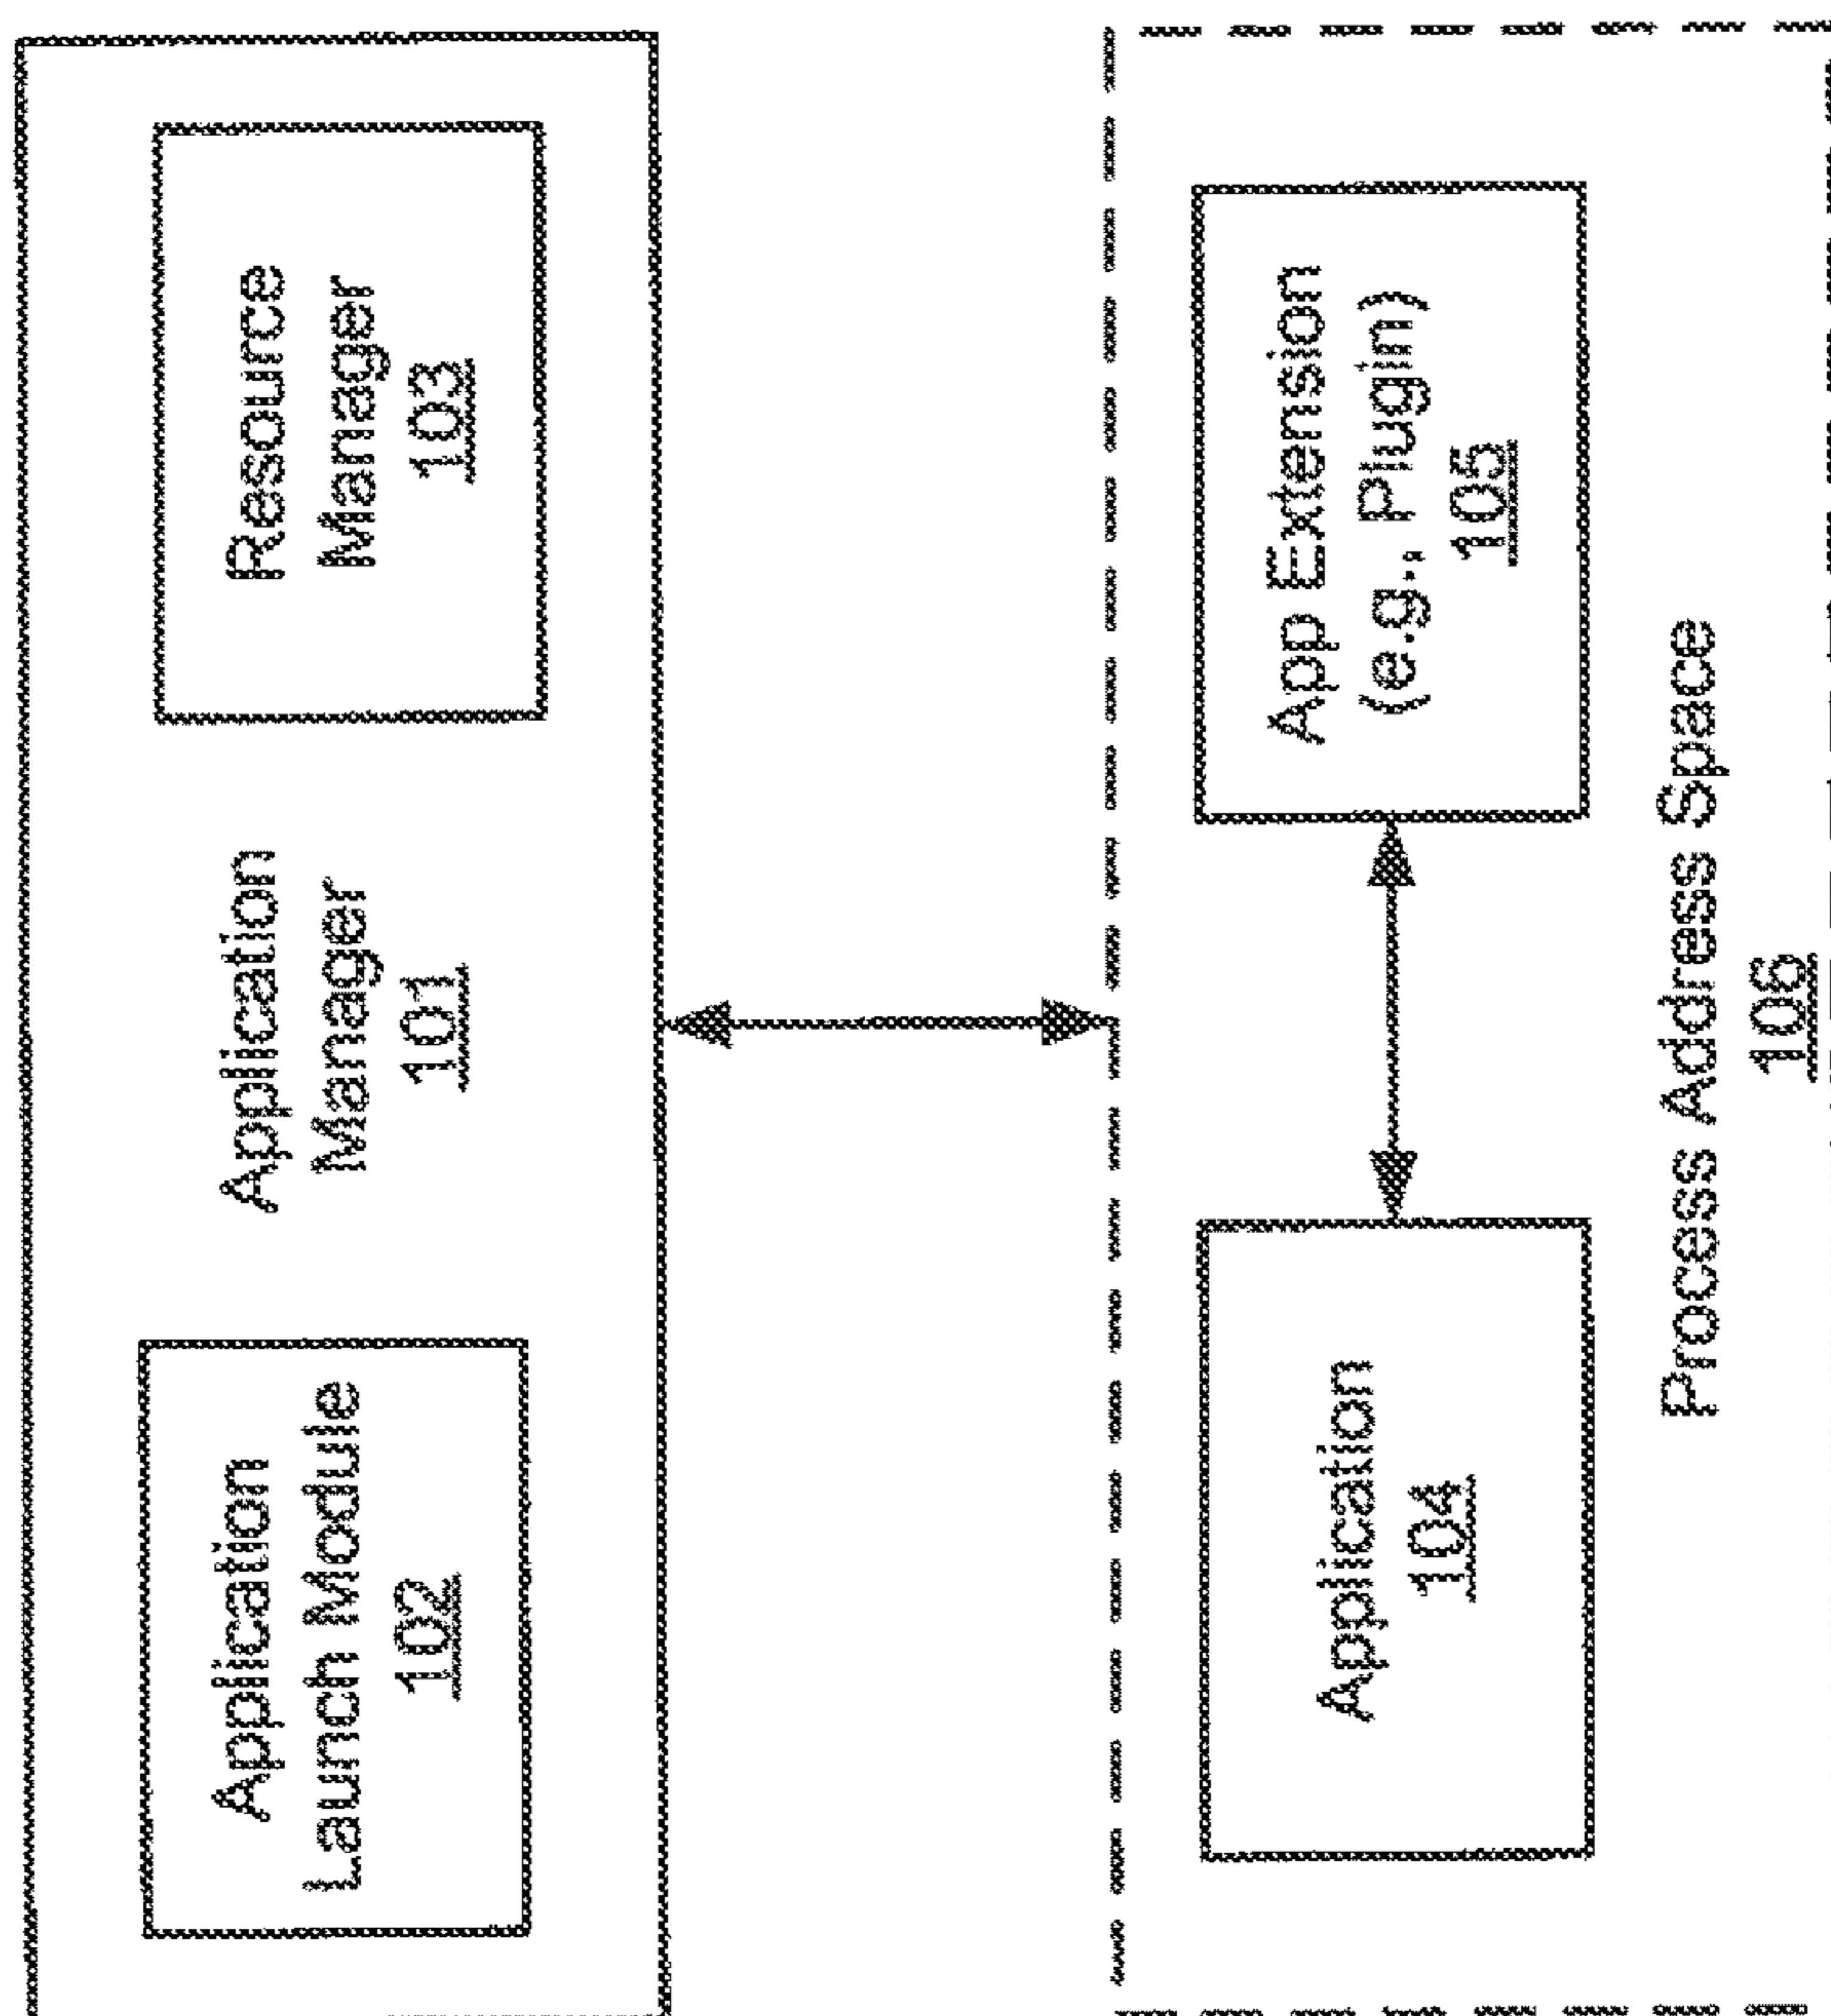 Application
Launch Module
102
Application
Manager
101
Resource
Manager
103
Application
104
App Extension
(e.g., Plugin)
105
Process Address Space
106